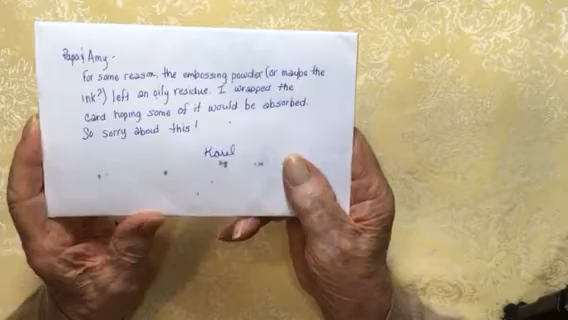 Papa & Amy -
For some reason, the embossing powder (or maybe the
ink?) left an oily residue. I wrapped the
card hoping some of it would be absorbed.
So sorry about this!